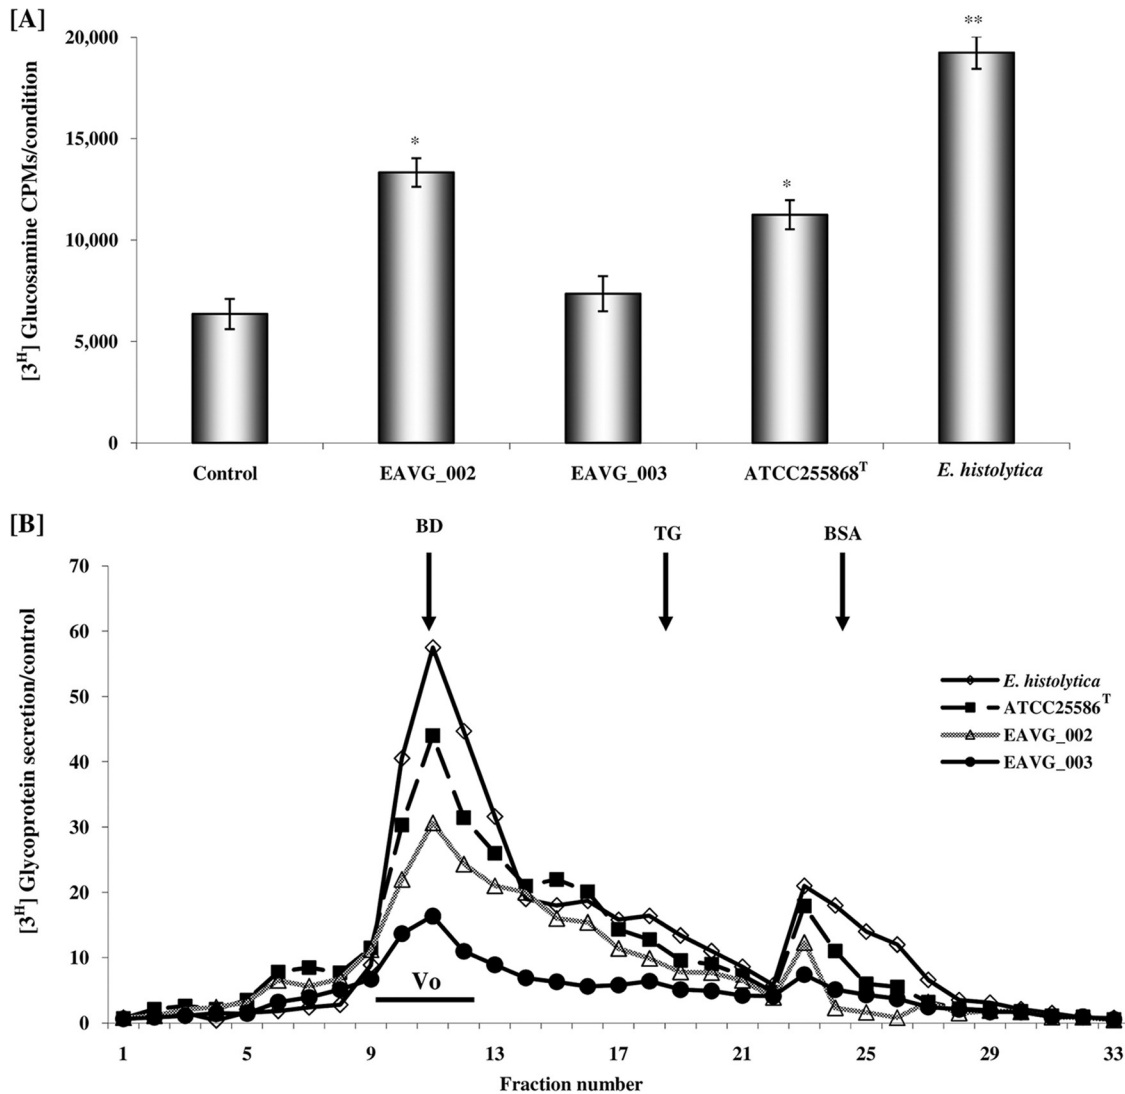 [A]
[3H] Glucosamine CPMs/condition
20,000
15,000
10,000
5,000
0
*
*
**
Control
EAVG_002
EAVG_003
ATCC255868T
E. histolytica
[B]
[3H] Glycoprotein secretion/control
70
60
50
40
30
20
10
0
BD
TG
BSA
E. histolytica
ATCC25586T
EAVG_002
EAVG_003
Vo
1
5
9
13
17
21
25
29
33
Fraction number